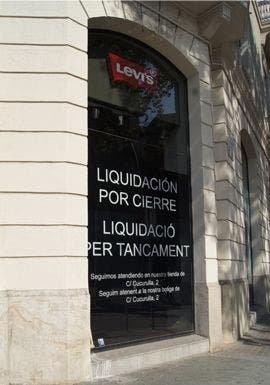 Levi's
LIQUIDACIÓN
POR CIERRE
LIQUIDACIÓ
PER TANCAMENT
Seguimos atendiendo en nuestra tienda de
C/ Cucurulla, 2
Seguim atenent a la nostra botiga de
C/ Cucurulla, 2